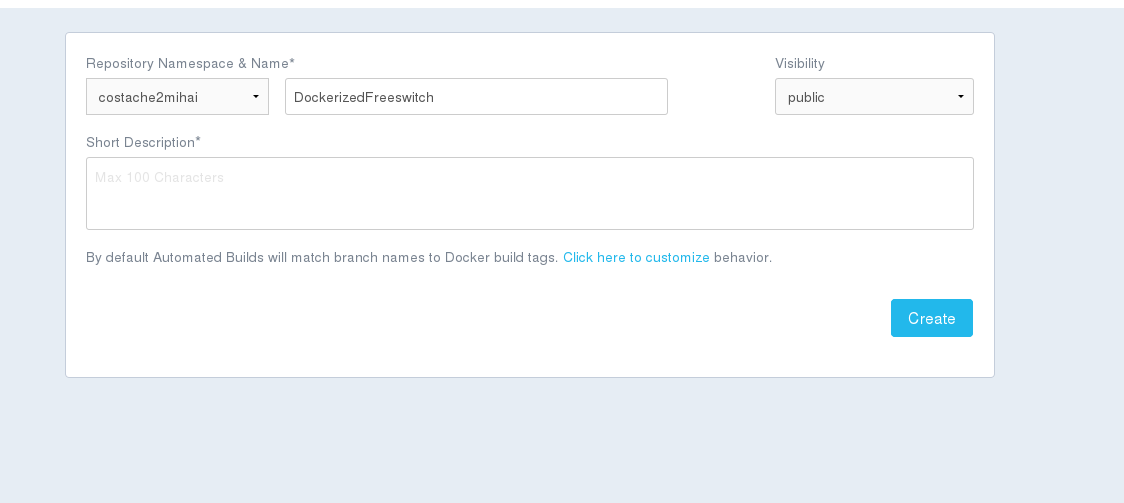 Repository Namespace & Name*
Visibility
costache2mihai
DockerizedFreeswitch
public
Short Description*
Max 100 Characters
By default Automated Builds will match branch names to Docker build tags. Click here to customize behavior.
Create